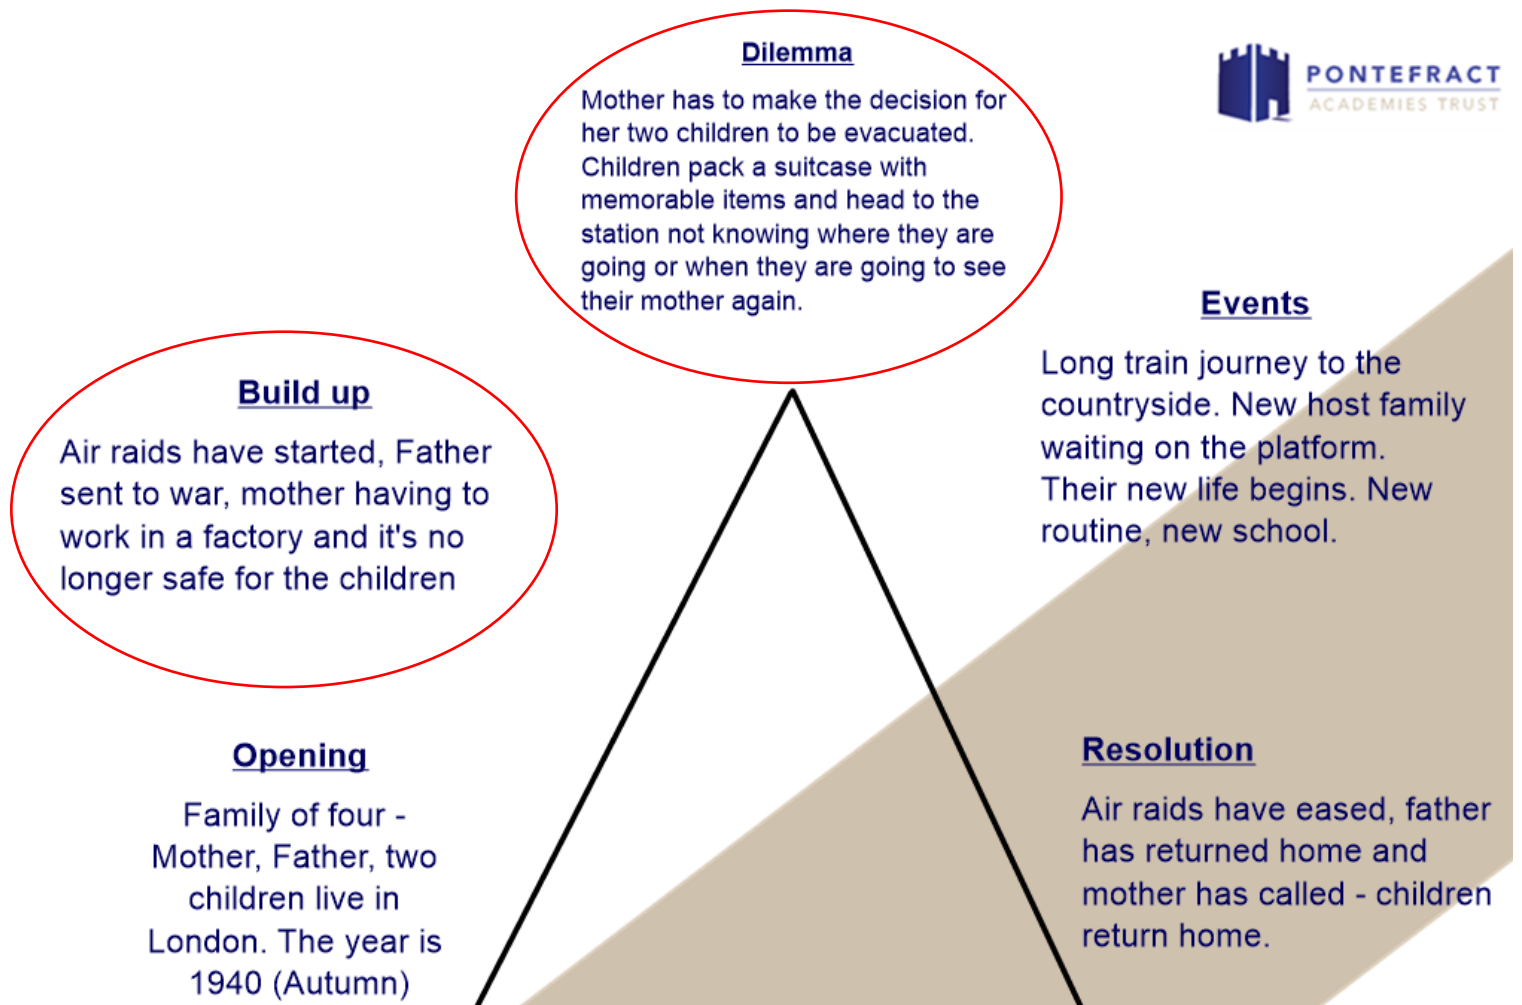 Dilemma
Mother has to make the decision for
her two children to be evacuated.
Children pack a suitcase with
memorable items and head to the
station not knowing where they are
going or when they are going to see
their mother again.
PONTEFRACT
ACADEMIES TRUST
Events
Long train journey to the
countryside. New host family
waiting on the platform.
Their new life begins. New
routine, new school.
Build up
Air raids have started, Father
sent to war, mother having to
work in a factory and it's no
longer safe for the children
Opening
Family of four -
Mother, Father, two
children live in
London. The year is
1940 (Autumn)
Resolution
Air raids have eased, father
has returned home and
mother has called - children
return home.